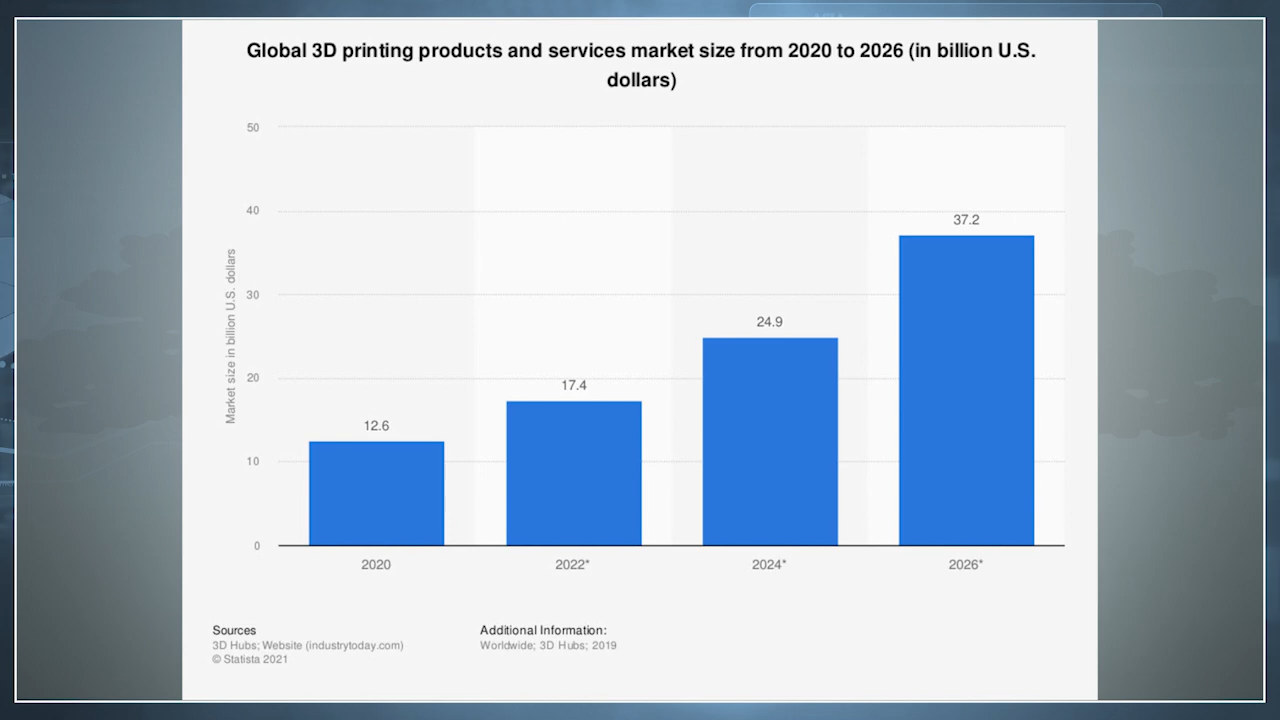 Global 3D printing products and services market size from 2020 to 2026 (in billion U.S.
dollars)
Market size in billion U.S. dollars
50
40
30
20
10
0
12.6
17.4
24.9
37.2
2020
2022*
2024*
2026*
Sources
3D Hubs; Website (industrytoday.com)
© Statista 2021
Additional Information:
Worldwide; 3D Hubs; 2019